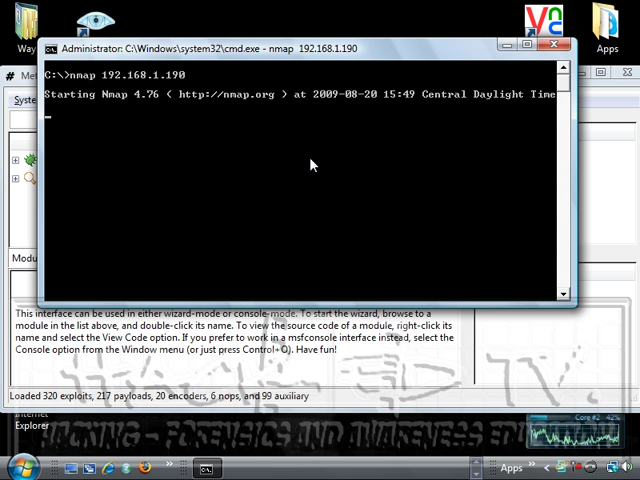 Way
VNC
Apps
Administrator: C:\Windows\system32\cmd.exe - nmap 192.168.1.190
C:\>nmap 192.168.1.190
Starting Nmap 4.76 ( http://nmap.org ) at 2009-08-20 15:49 Central Daylight Time
# Me
System
Modu
This interface can be used in either wizard-mode or console-mode. To start the wizard, browse to a
module in the list above, and double-click its name. To view the source code of a module, right-click its
name and select the View Code option. If you prefer to work in a msfconsole interface instead, select the
Console option from the Window menu (or just press Control+O). Have fun!
Loaded 320 exploits, 217 payloads, 20 encoders, 6 nops, and 99 auxiliary
Internet
Explorer
Core #2 42%
HACKING - FORENSICS AND AWARENESS
Apps